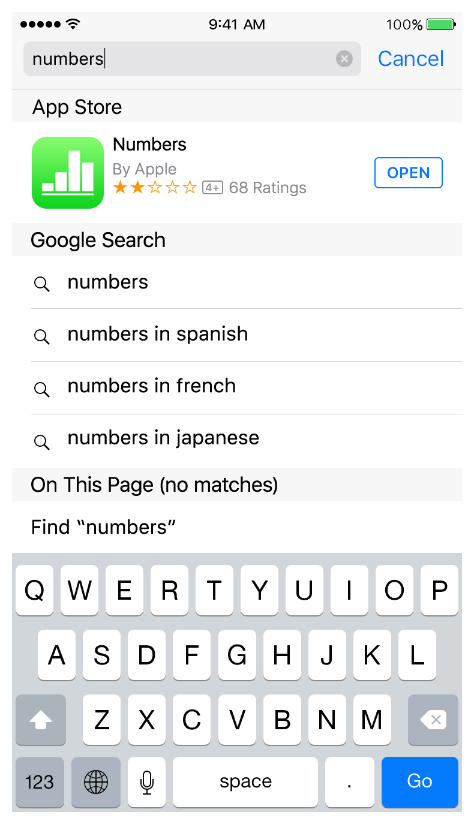 9:41 AM 100%
numbers Cancel
App Store
Numbers
By Apple
4+ 68 Ratings
OPEN
Google Search
numbers
numbers in spanish
numbers in french
numbers in japanese
On This Page (no matches)
Find “numbers”
Q W E R T Y U I O P
A S D F G H J K L
Z X C V B N M
123 space . Go